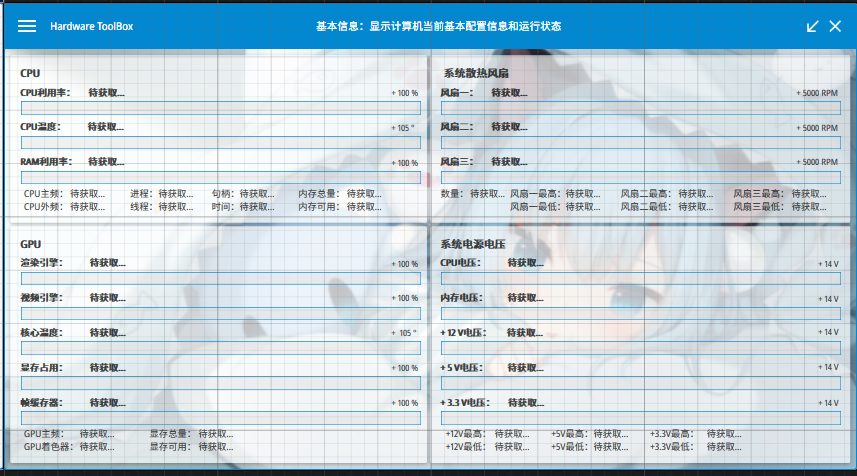 Hardware ToolBox
基本信息：显示计算机当前基本配置信息和运行状态
CPU
CPU利用率： 待获取... + 100 %
CPU温度： 待获取... + 105 °
RAM利用率： 待获取... + 100 %
CPU主频： 待获取... 进程： 待获取... 句柄： 待获取... 内存总量： 待获取...
CPU外频： 待获取... 线程： 待获取... 时间： 待获取... 内存可用： 待获取...
系统散热风扇
风扇一： 待获取... + 5000 RPM
风扇二： 待获取... + 5000 RPM
风扇三： 待获取... + 5000 RPM
数量： 待获取... 风扇一最高： 待获取... 风扇二最高： 待获取... 风扇三最高： 待获取...
风扇一最低： 待获取... 风扇二最低： 待获取... 风扇三最低： 待获取...
GPU
渲染引擎： 待获取... + 100 %
视频引擎： 待获取... + 100 %
核心温度： 待获取... + 105 °
显存占用： 待获取... + 100 %
帧缓存器： 待获取... + 100 %
GPU主频： 待获取... 显存总量： 待获取...
GPU着色器： 待获取... 显存可用： 待获取...
系统电源电压
CPU电压： 待获取... + 14 V
内存电压： 待获取... + 14 V
+ 12 V电压： 待获取... + 14 V
+ 5 V电压： 待获取... + 14 V
+ 3.3 V电压： 待获取... + 14 V
+12V最高： 待获取... +5V最高： 待获取... +3.3V最高： 待获取...
+12V最低： 待获取... +5V最低： 待获取... +3.3V最低： 待获取...